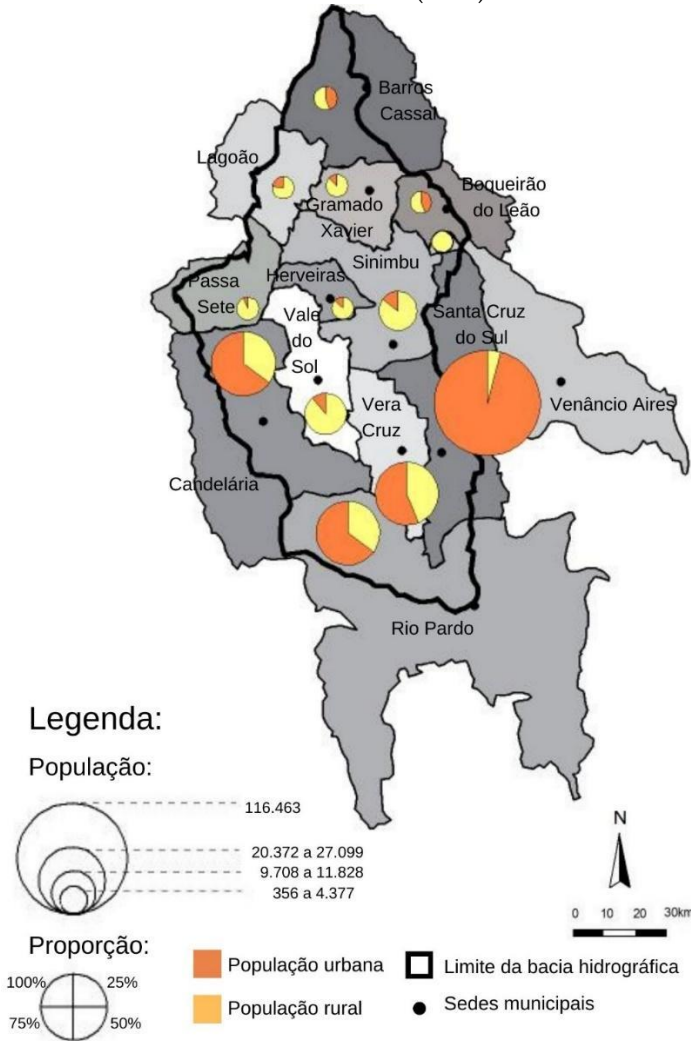 Barros
Cassal
Lagoão
Boqueirão
do Leão
Gramado
Xavier
Sinimbu
Herveiras
Passa
Sete
Vale
do
Sol
Santa Cruz
do Sul
Vera
Cruz
Venâncio Aires
Candelária
Rio Pardo
Legenda:
População:
116.463
20.372 a 27.099
9.708 a 11.828
356 a 4.377
N
0 10 20 30km
Proporção:
100% 25%
75% 50%
População urbana
População rural
Limite da bacia hidrográfica
Sedes municipais